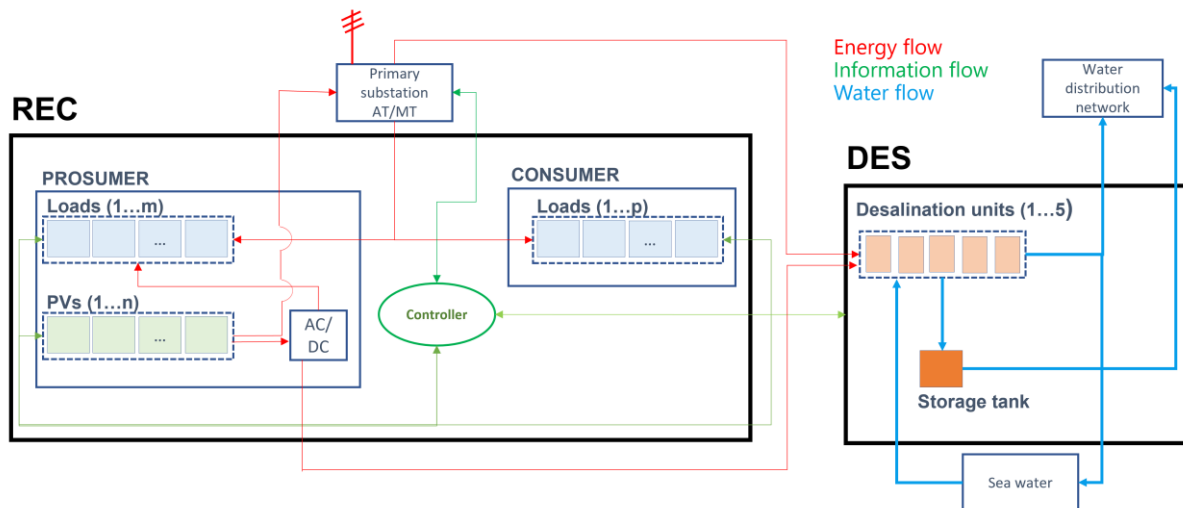 Primary
substation
AT/MT
Energy flow
Information flow
Water flow
Water
distribution
network
REC
DES
PROSUMER
Loads (1...m)
...
PVs (1...n)
...
AC/
DC
CONSUMER
Loads (1...p)
...
Controller
Desalination units (1...5)
Storage tank
Sea water